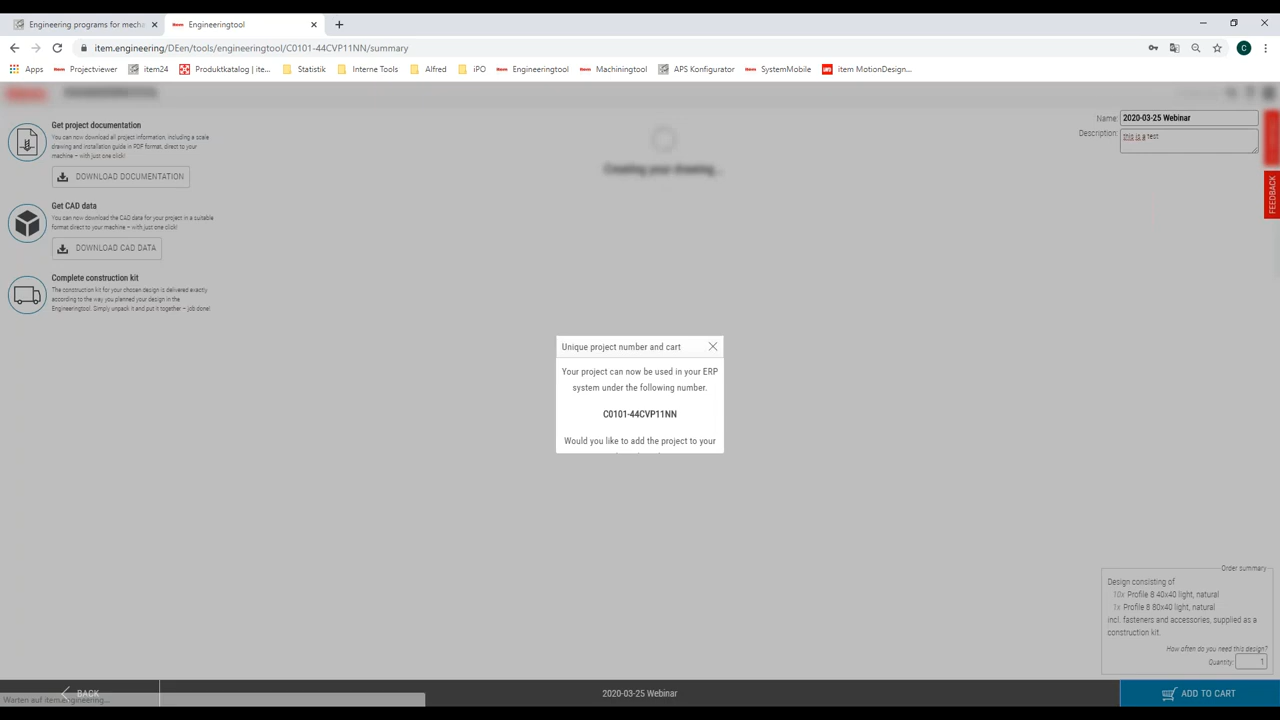 Engineering programs for mecha
Engineeringtool
item.engineering/DEen/tools/engineeringtool/C0101-44CVP11NN/summary
C
Apps
Projectviewer
item24
Produktkatalog | ite...
Statistik
Interne Tools
Alfred
iPO
Engineeringtool
Machiningtool
APS Konfigurator
SystemMobile
item MotionDesign...
item
ENGINEERINGTOOL
Get project documentation
You can now download all project information, including a scale
drawing and installation guide in PDF format, direct to your
machine – with just one click!
DOWNLOAD DOCUMENTATION
Get CAD data
You can now download the CAD data for your project in a suitable
format direct to your machine – with just one click!
DOWNLOAD CAD DATA
Complete construction kit
The construction kit for your chosen design is delivered exactly
according to the way you planned your design in the
Engineeringtool. Simply unpack it and put it together – job done!
Creating your drawing...
Name: 2020-03-25 Webinar
Description: this is a test
FEEDBACK
Unique project number and cart
Your project can now be used in your ERP
system under the following number.
C0101-44CVP11NN
Would you like to add the project to your
Order summary
Design consisting of
10x Profile 8 40x40 light, natural
1x Profile 8 80x40 light, natural
incl. fasteners and accessories, supplied as a
construction kit.
How often do you need this design?
Quantity: 1
BACK
Warten auf item.engineering...
2020-03-25 Webinar
ADD TO CART